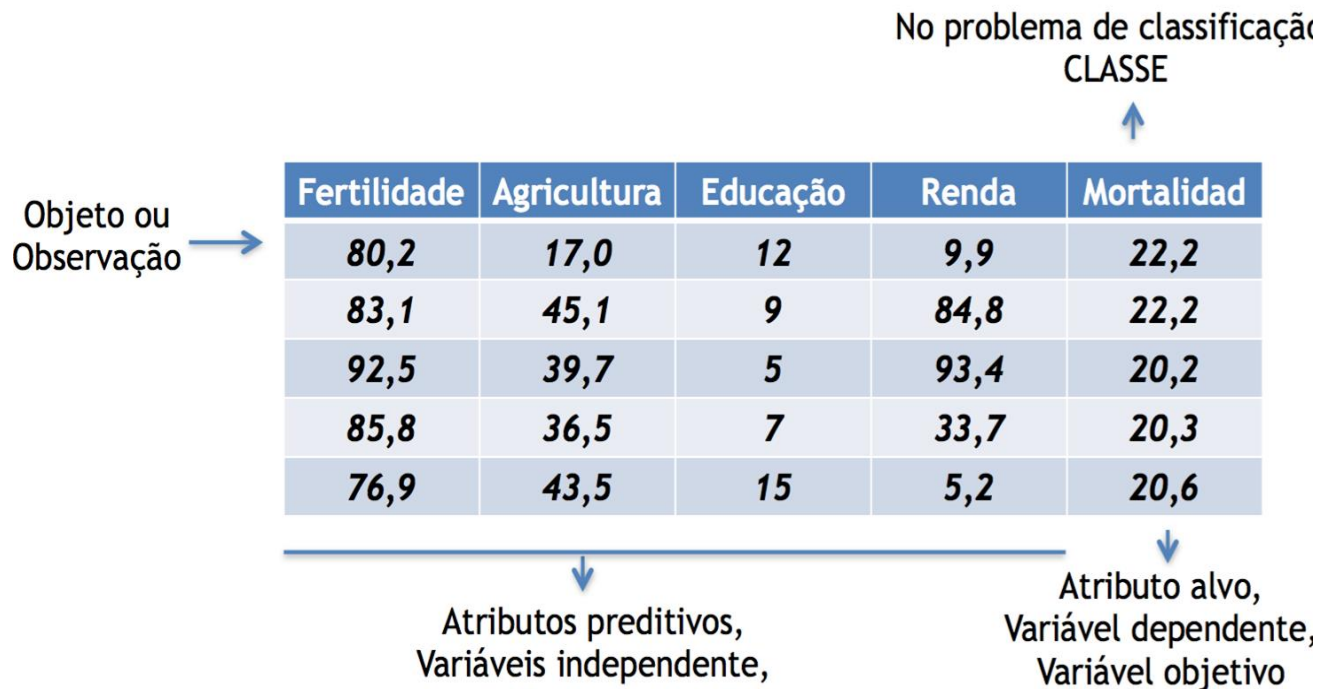 No problema de classificação
CLASSE
Objeto ou
Observação
Fertilidade Agricultura Educação Renda Mortalidad
80,2 17,0 12 9,9 22,2
83,1 45,1 9 84,8 22,2
92,5 39,7 5 93,4 20,2
85,8 36,5 7 33,7 20,3
76,9 43,5 15 5,2 20,6
Atributos preditivos,
Variáveis independente,
Atributo alvo,
Variável dependente,
Variável objetivo